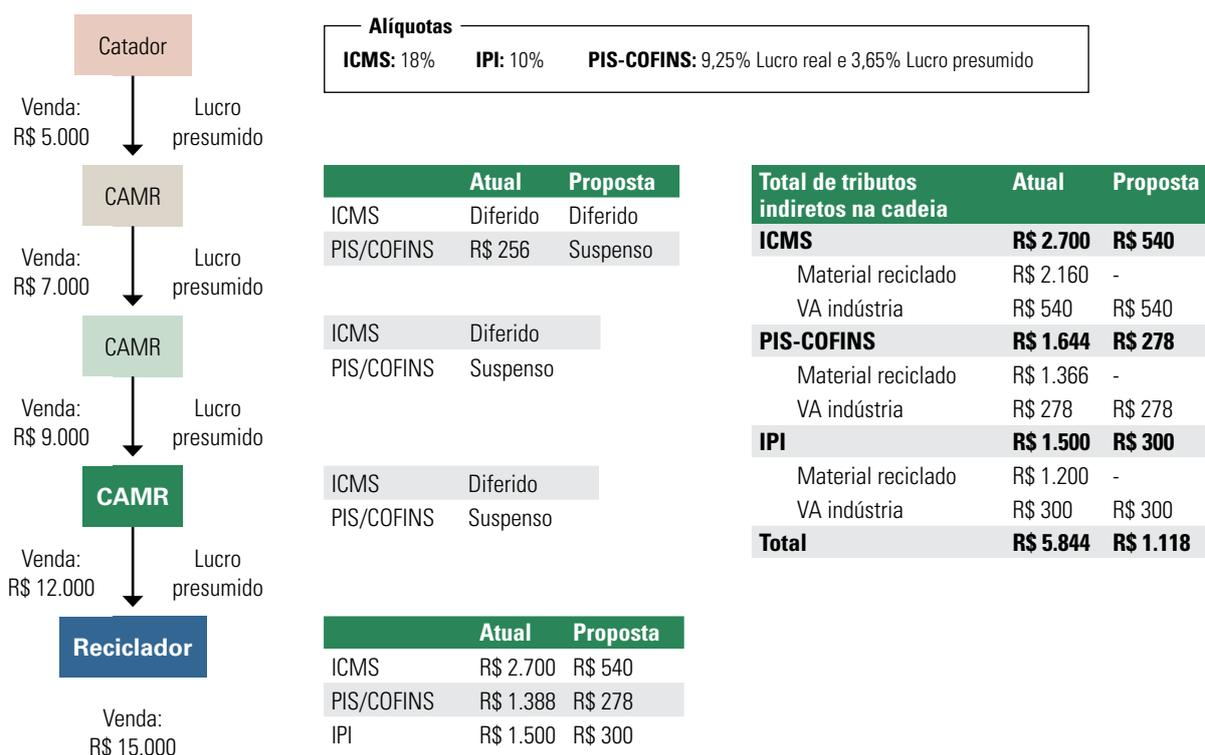 Catador
Venda:
R$ 5.000
Lucro
presumido
CAMR
Venda:
R$ 7.000
Lucro
presumido
CAMR
Venda:
R$ 9.000
Lucro
presumido
CAMR
Venda:
R$ 12.000
Lucro
presumido
Reciclador
Venda:
R$ 15.000
Alíquotas
ICMS: 18% IPI: 10% PIS-COFINS: 9,25% Lucro real e 3,65% Lucro presumido
Atual Proposta
ICMS Diferido Diferido
PIS/COFINS R$ 256 Suspenso
ICMS Diferido
PIS/COFINS Suspenso
ICMS Diferido
PIS/COFINS Suspenso
Atual Proposta
ICMS R$ 2.700 R$ 540
PIS/COFINS R$ 1.388 R$ 278
IPI R$ 1.500 R$ 300
Total de tributos Atual Proposta
indiretos na cadeia
ICMS R$ 2.700 R$ 540
Material reciclado R$ 2.160 -
VA indústria R$ 540 R$ 540
PIS-COFINS R$ 1.644 R$ 278
Material reciclado R$ 1.366 -
VA indústria R$ 278 R$ 278
IPI R$ 1.500 R$ 300
Material reciclado R$ 1.200 -
VA indústria R$ 300 R$ 300
Total R$ 5.844 R$ 1.118